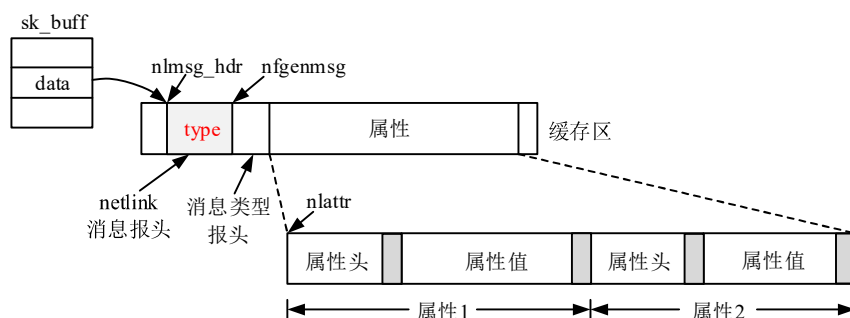 sk_buff
data
nlmsg_hdr
nfgenmsg
type
属性
缓存区
netlink
消息报头
消息类型
报头
nlattr
属性头
属性值
属性头
属性值
属性1
属性2